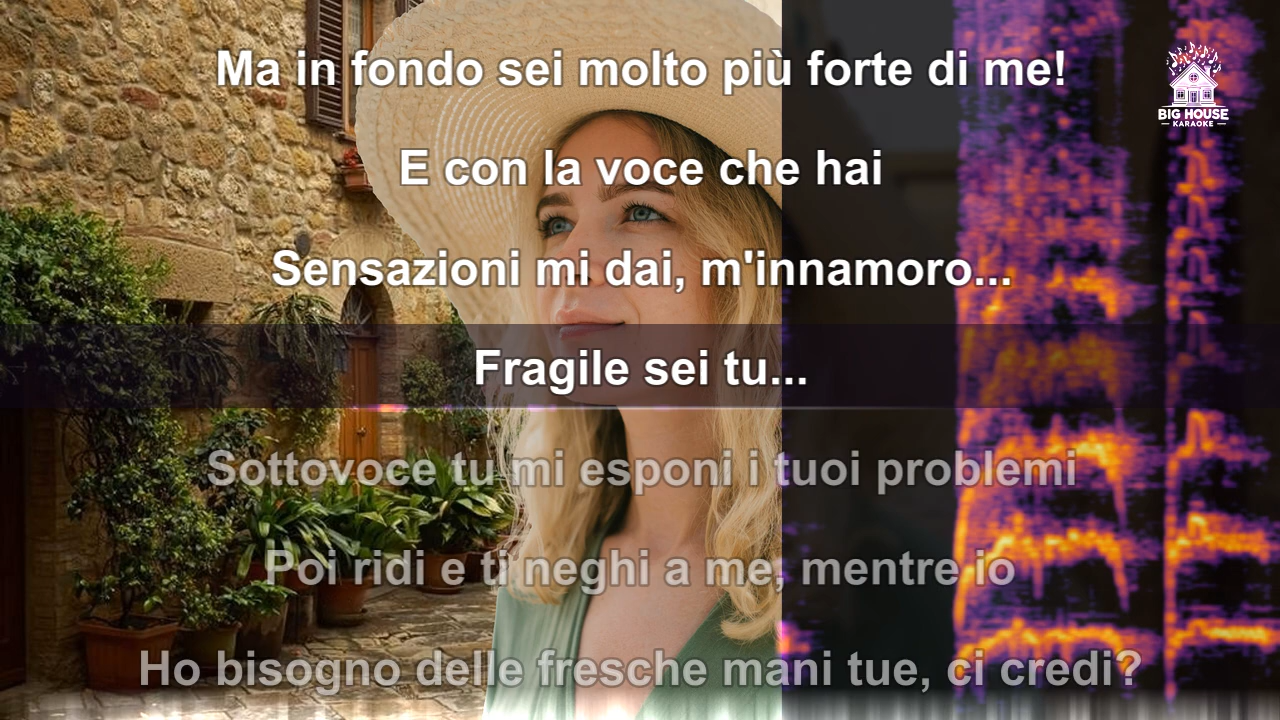 Ma in fondo sei molto più forte di me!
BIG HOUSE
KARAOKE
E con la voce che hai
Sensazioni mi dai, m'innamoro...
Fragile sei tu...
Sottovoce tu mi esponi i tuoi problemi
Poi ridi e ti neghi a me, mentre io
Ho bisogno delle fresche mani tue, ci credi?